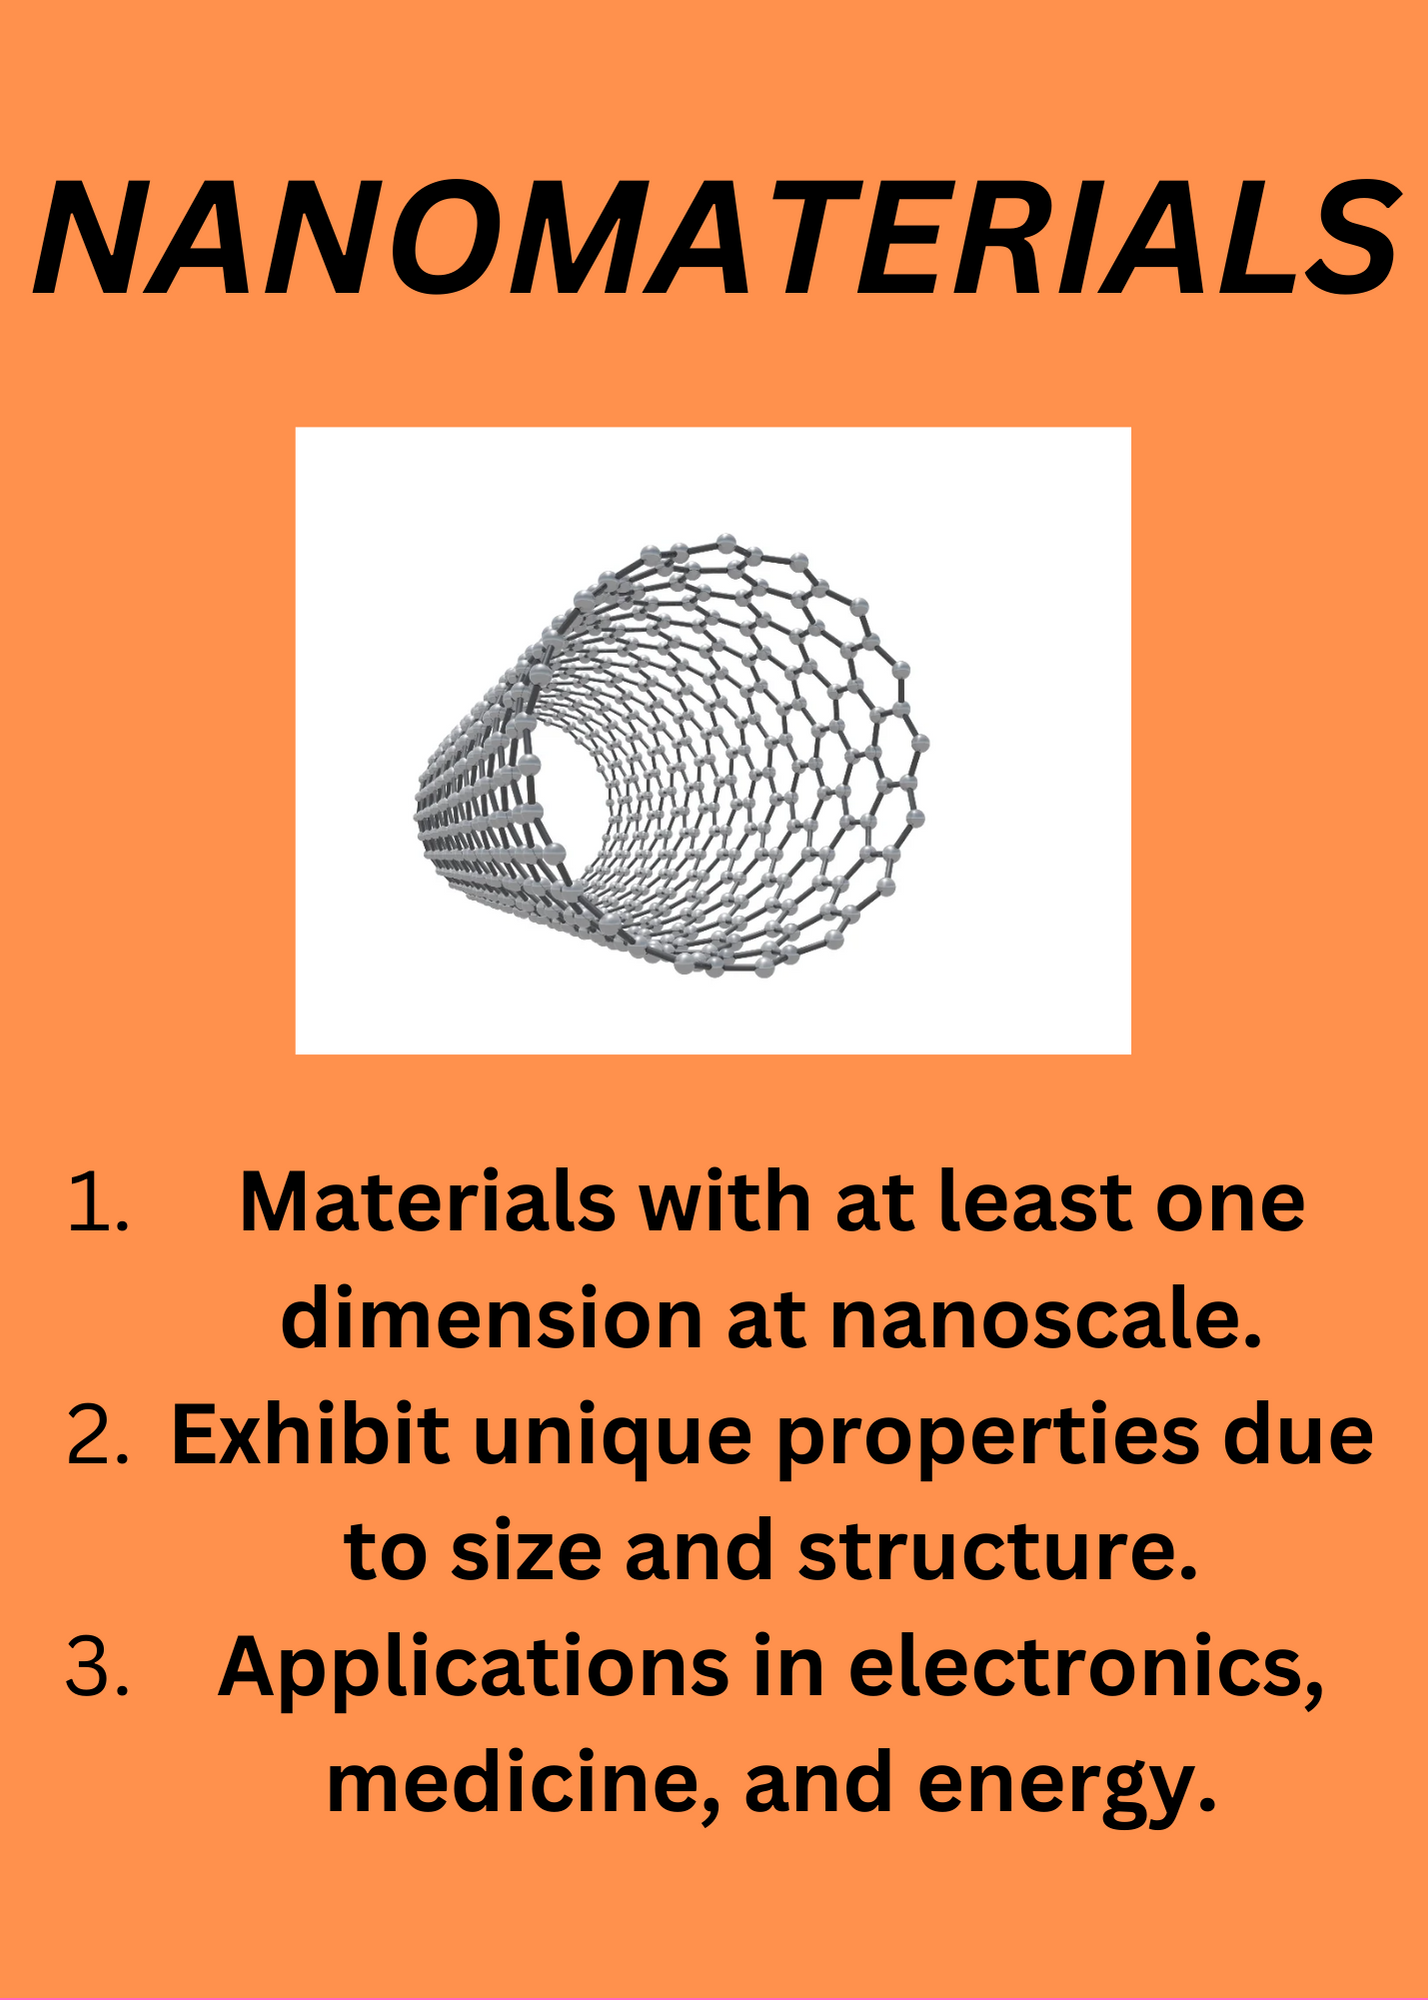 NANOMATERIALS
1. Materials with at least one
dimension at nanoscale.
2. Exhibit unique properties due
to size and structure.
3. Applications in electronics,
medicine, and energy.